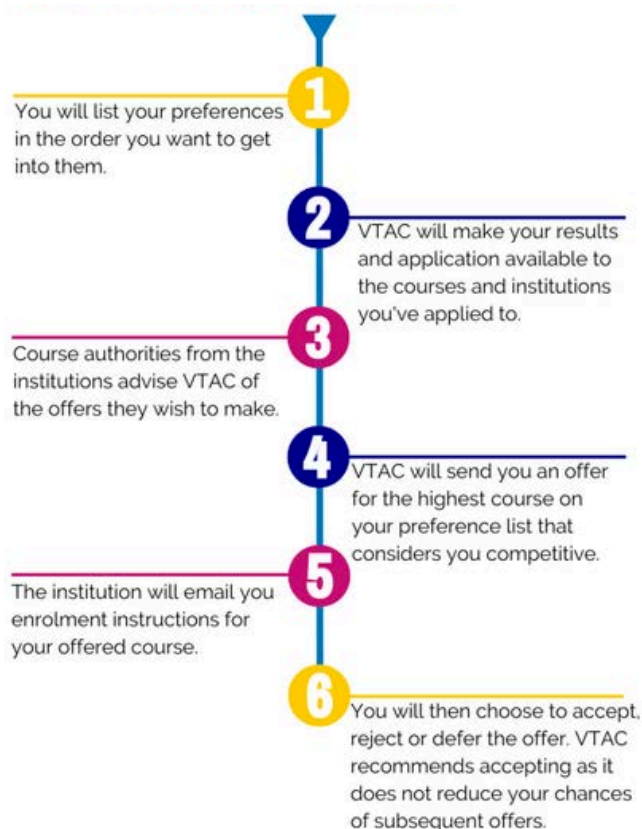 1
You will list your preferences
in the order you want to get
into them.
2
VTAC will make your results
and application available to
the courses and institutions
you've applied to.
3
Course authorities from the
institutions advise VTAC of
the offers they wish to make.
4
VTAC will send you an offer
for the highest course on
your preference list that
considers you competitive.
5
The institution will email you
enrolment instructions for
your offered course.
6
You will then choose to accept,
reject or defer the offer. VTAC
recommends accepting as it
does not reduce your chances
of subsequent offers.